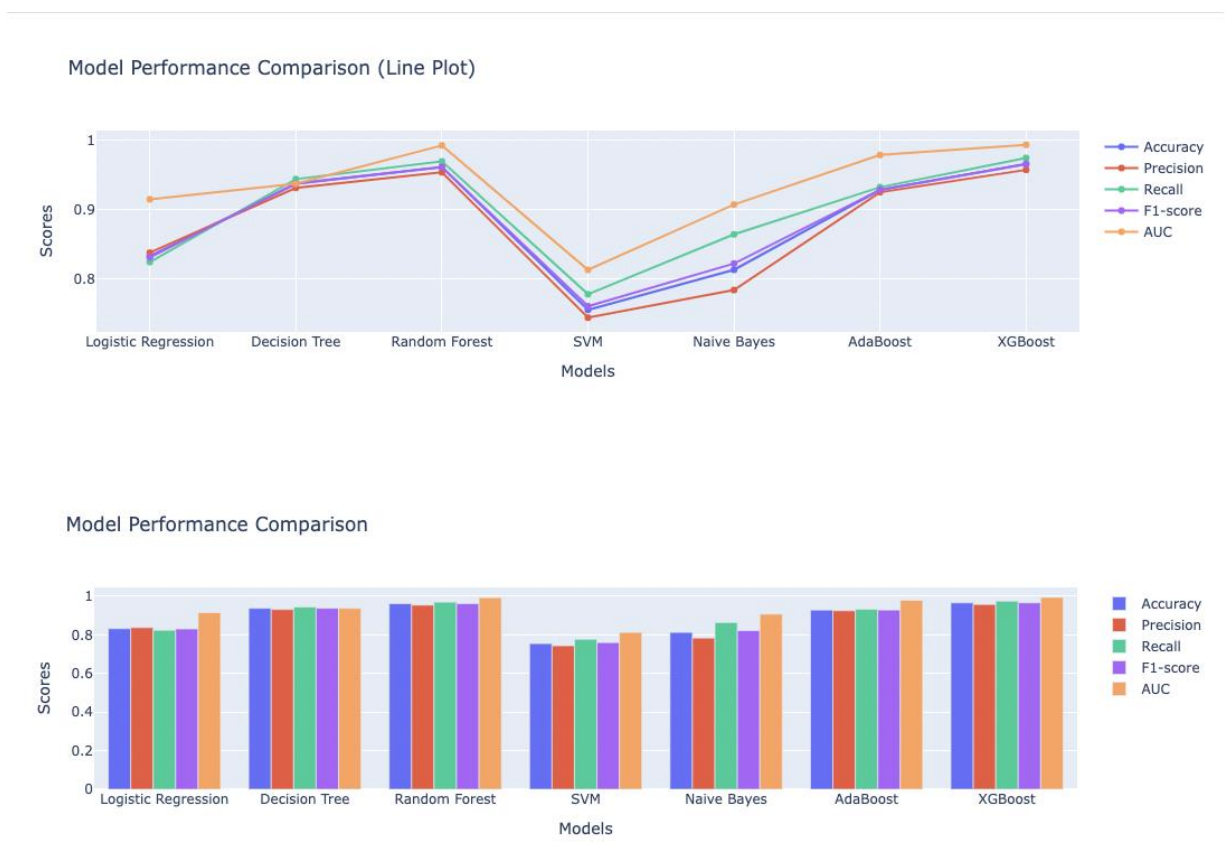 Model Performance Comparison (Line Plot)
1
0.9
0.8
Scores
Logistic Regression Decision Tree Random Forest SVM Naive Bayes AdaBoost XGBoost
Models
Accuracy
Precision
Recall
F1-score
AUC
Model Performance Comparison
1
0.8
0.6
0.4
0.2
0
Scores
Logistic Regression Decision Tree Random Forest SVM Naive Bayes AdaBoost XGBoost
Models
Accuracy
Precision
Recall
F1-score
AUC